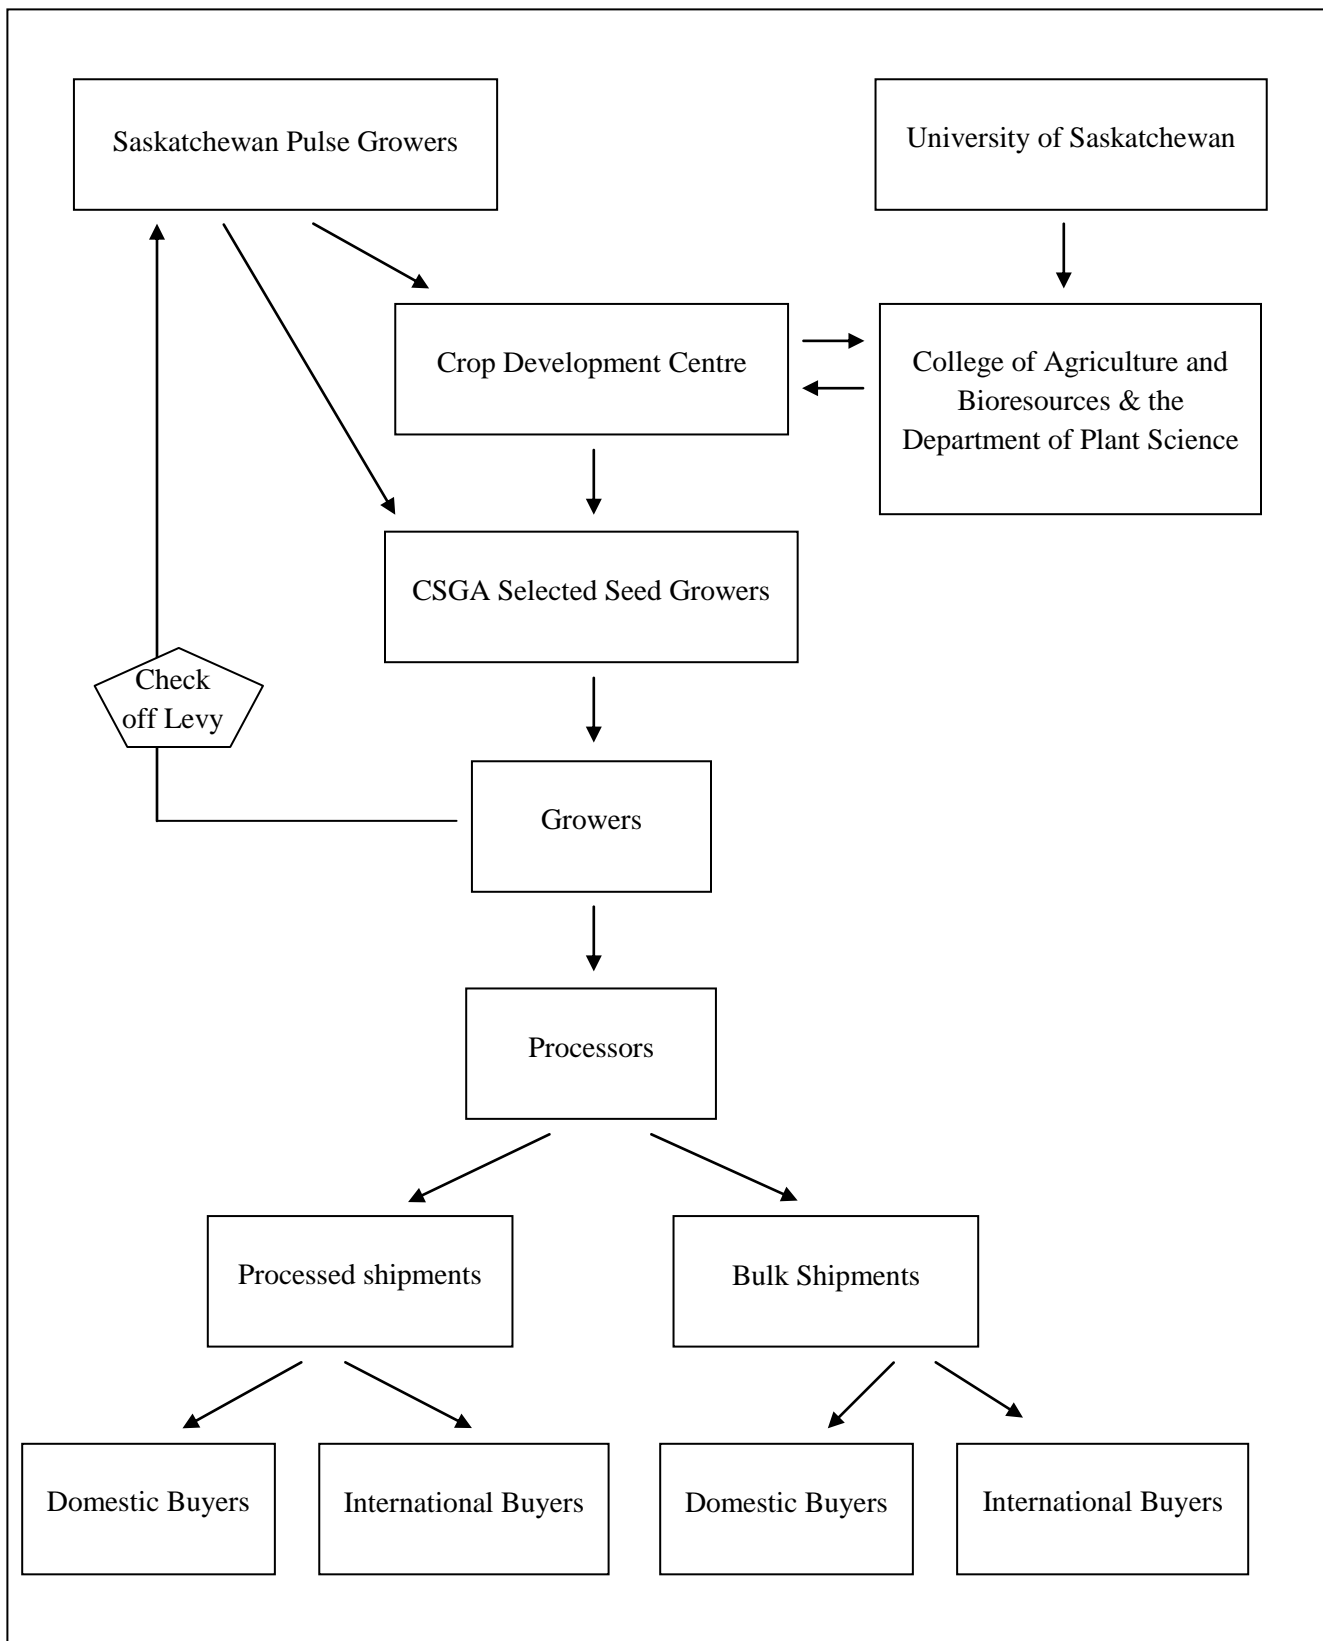 Saskatchewan Pulse Growers
University of Saskatchewan
Crop Development Centre
College of Agriculture and
Bioresources & the
Department of Plant Science
CSGA Selected Seed Growers
Check
off Levy
Growers
Processors
Processed shipments
Bulk Shipments
Domestic Buyers
International Buyers
Domestic Buyers
International Buyers